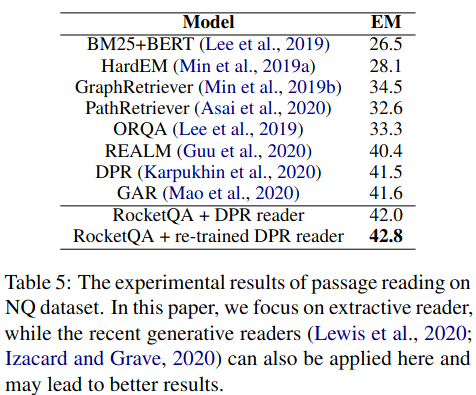 Model EM
BM25+BERT (Lee et al., 2019) 26.5
HardEM (Min et al., 2019a) 28.1
GraphRetriever (Min et al., 2019b) 34.5
PathRetriever (Asai et al., 2020) 32.6
ORQA (Lee et al., 2019) 33.3
REALM (Guu et al., 2020) 40.4
DPR (Karpukhin et al., 2020) 41.5
GAR (Mao et al., 2020) 41.6
RocketQA + DPR reader 42.0
RocketQA + re-trained DPR reader 42.8
Table 5: The experimental results of passage reading on
NQ dataset. In this paper, we focus on extractive reader,
while the recent generative readers (Lewis et al., 2020;
Izacard and Grave, 2020) can also be applied here and
may lead to better results.